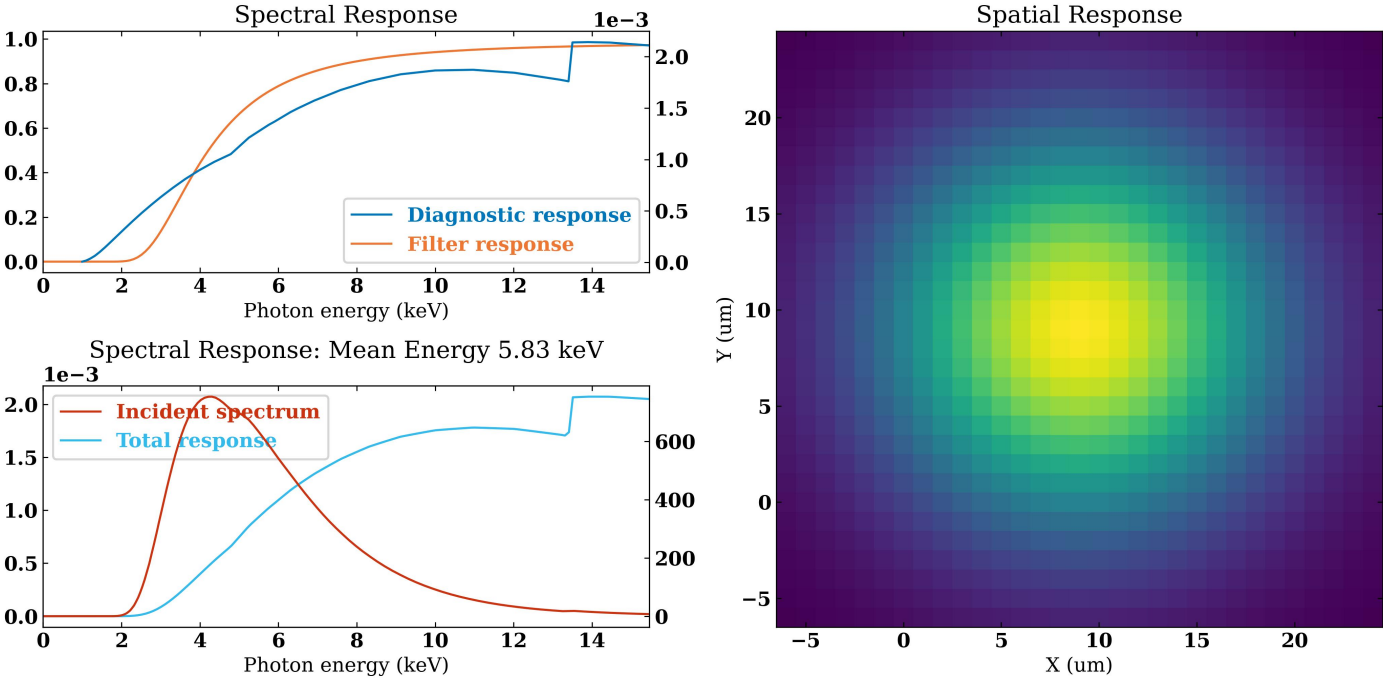 Spectral Response
1e−3
1.0
0.8
0.6
0.4
0.2
0.0
2.0
1.5
1.0
0.5
0.0
Diagnostic response
Filter response
0 2 4 6 8 10 12 14
Photon energy (keV)
Spectral Response: Mean Energy 5.83 keV
1e−3
2.0
1.5
1.0
0.5
0.0
600
400
200
0
Incident spectrum
Total response
0 2 4 6 8 10 12 14
Photon energy (keV)
Spatial Response
Y (um)
20
15
10
5
0
−5
−5 0 5 10 15 20
X (um)